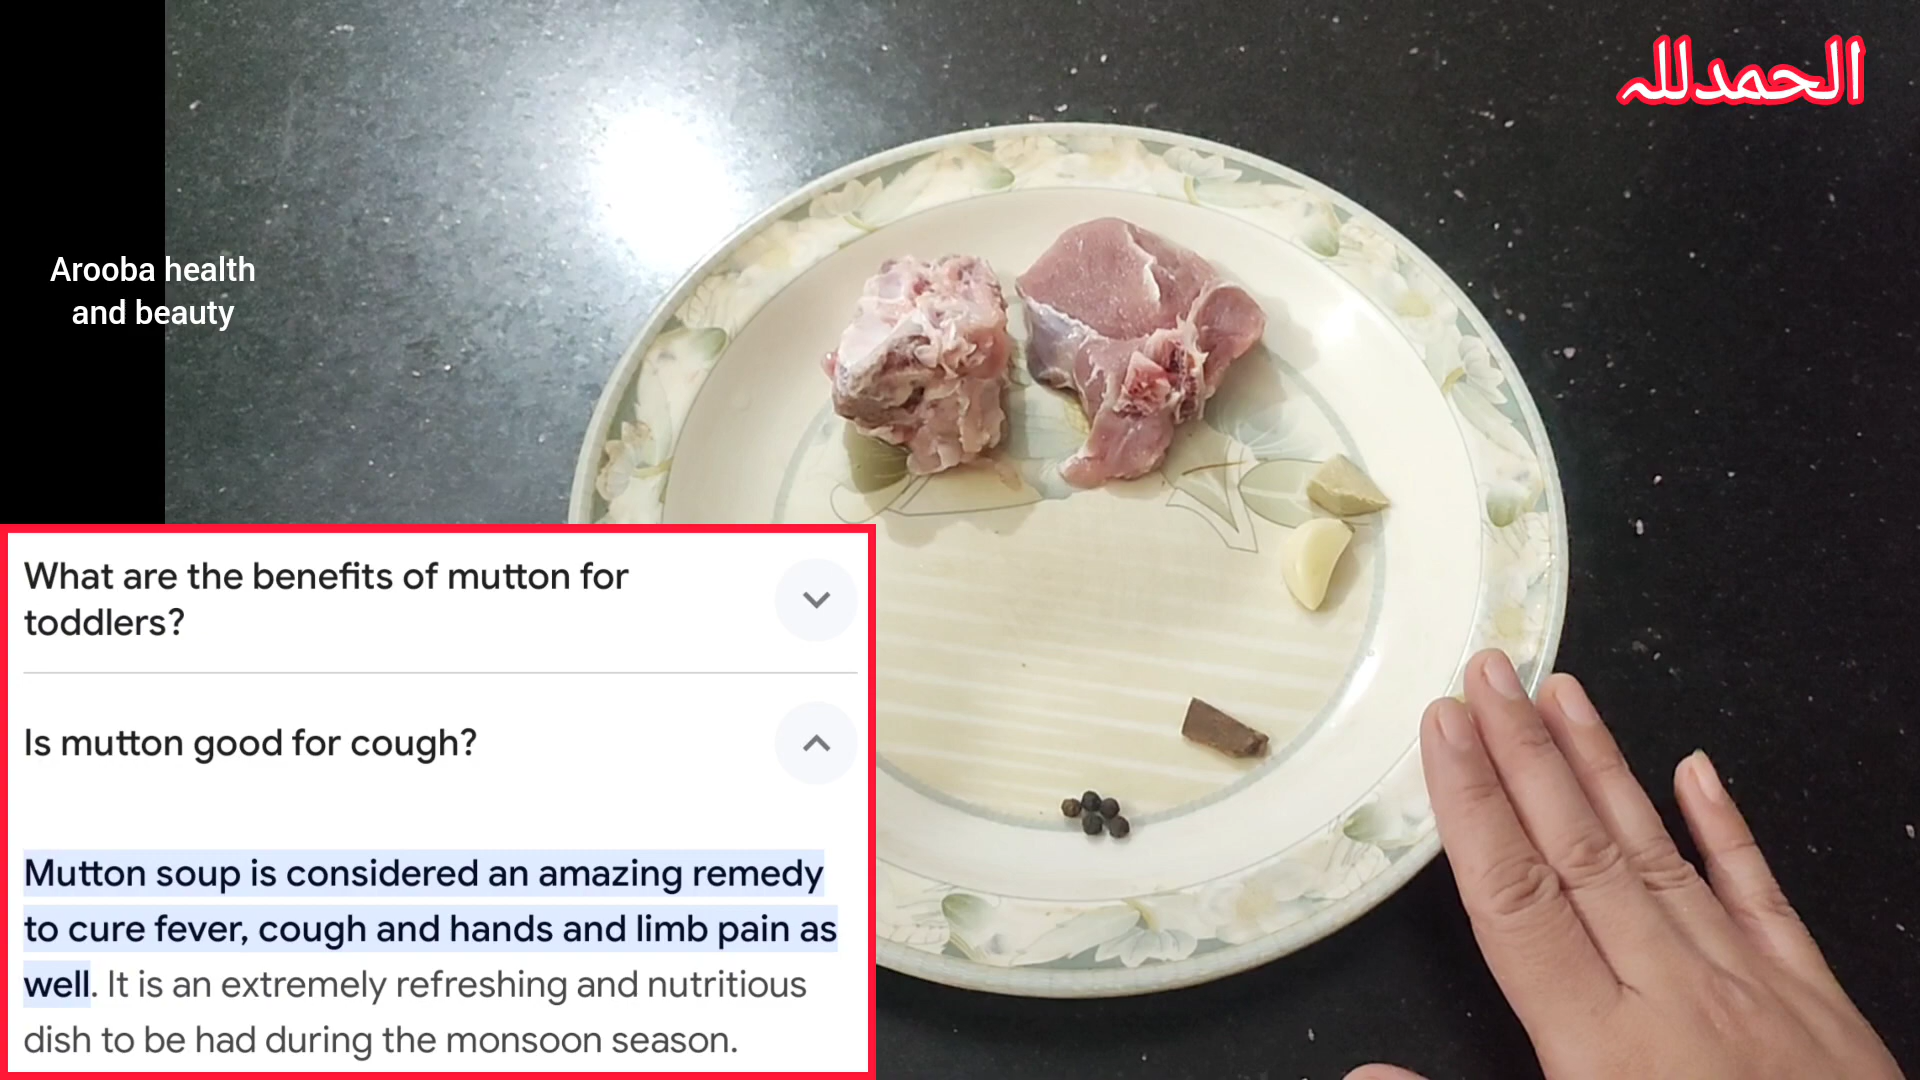 الحمدللہ
Arooba health
and beauty
What are the benefits of mutton for
toddlers?
Is mutton good for cough?
Mutton soup is considered an amazing remedy
to cure fever, cough and hands and limb pain as
well. It is an extremely refreshing and nutritious
dish to be had during the monsoon season.